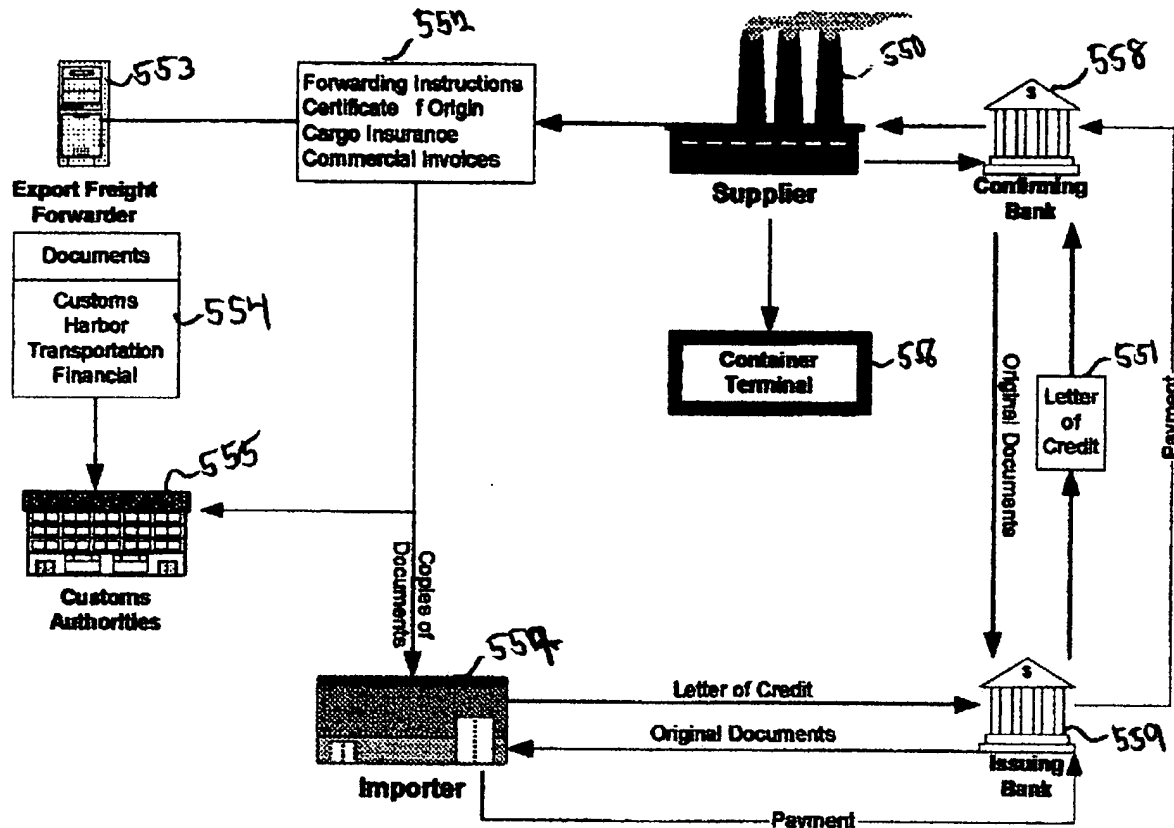 552
553
550
558
Forwarding Instructions
Certificate f Origin
Cargo Insurance
Commercial Invoices
$
Export Freight
Forwarder
Supplier
Confirming
Bank
Documents
Customs
Harbor
Transportation
Financial
554
Container
Terminal
Original Documents
551
Letter
of
Credit
Payment
555
Customs
Authorities
Copies of
Documents
Letter of Credit
$
Original Documents
559
Importer
Issuing
Bank
Payment